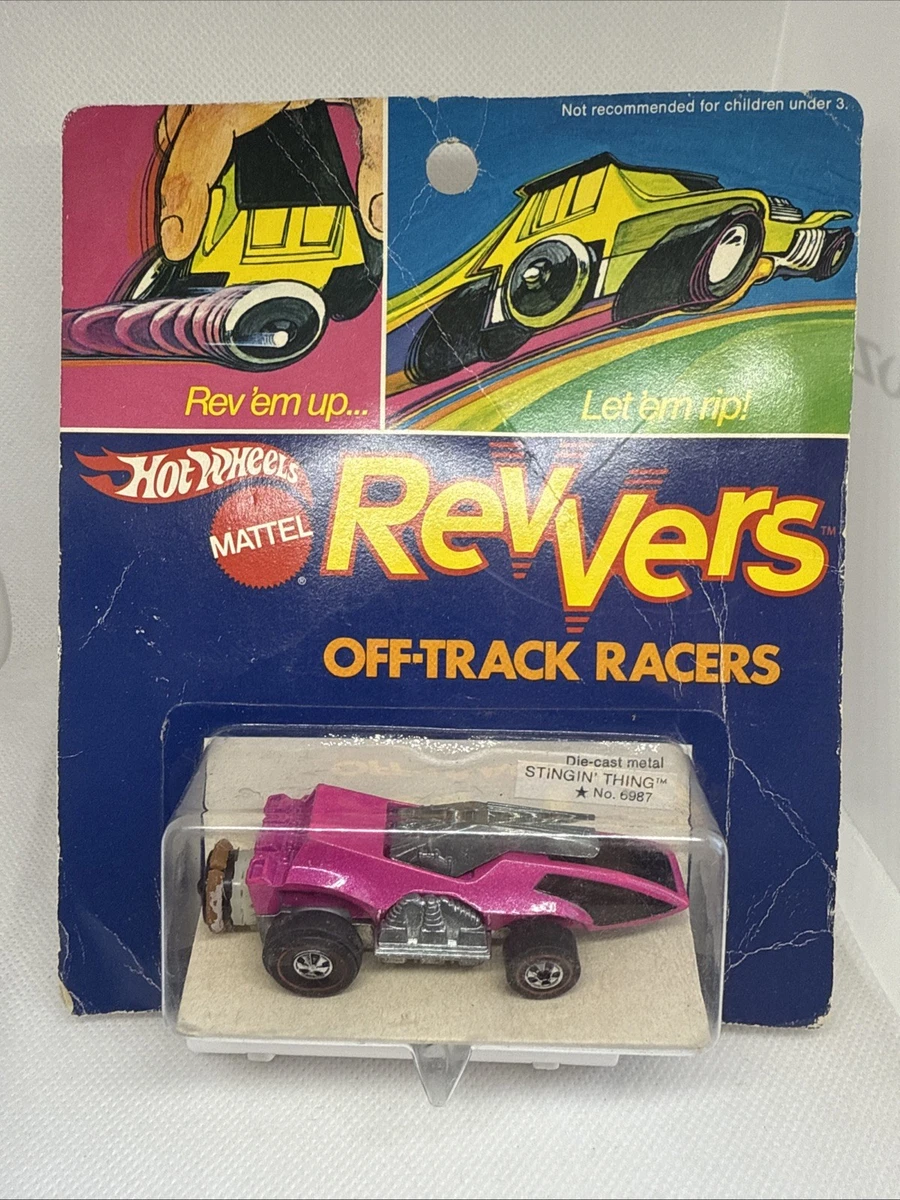 Not recommended for children under 3.
Rev 'em up...
Let 'em rip!
HOT WHEELS
MATTEL
®
RevVers™
OFF-TRACK RACERS
Die-cast metal
STINGIN' THING™
★ No. 6987